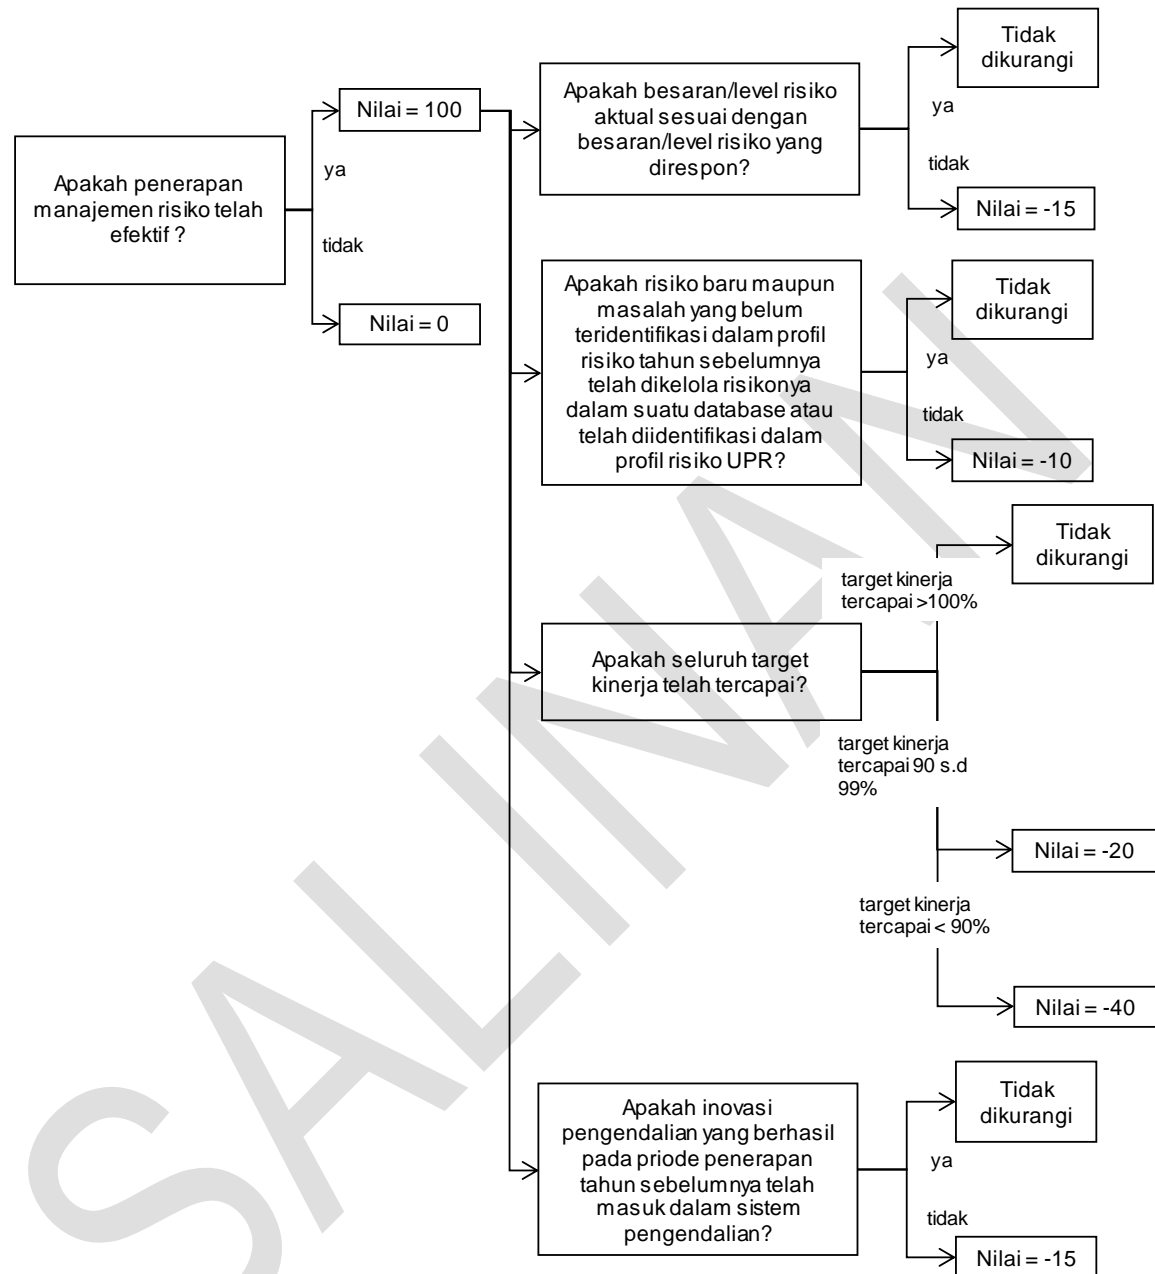 Apakah penerapan
manajemen risiko telah
efektif ?
ya
tidak
Nilai = 100
Nilai = 0
Apakah besaran/level risiko
aktual sesuai dengan
besaran/level risiko yang
direspon?
Tidak
dikurangi
ya
tidak
Nilai = -15
Apakah risiko baru maupun
masalah yang belum
teridentifikasi dalam profil
risiko tahun sebelumnya
telah dikelola risikonya
dalam suatu database atau
telah diidentifikasi dalam
profil risiko UPR?
Tidak
dikurangi
ya
tidak
Nilai = -10
Apakah seluruh target
kinerja telah tercapai?
target kinerja
tercapai >100%
Tidak
dikurangi
target kinerja
tercapai 90 s.d
99%
Nilai = -20
target kinerja
tercapai < 90%
Nilai = -40
Apakah inovasi
pengendalian yang berhasil
pada priode penerapan
tahun sebelumnya telah
masuk dalam sistem
pengendalian?
Tidak
dikurangi
ya
tidak
Nilai = -15
SALINAN